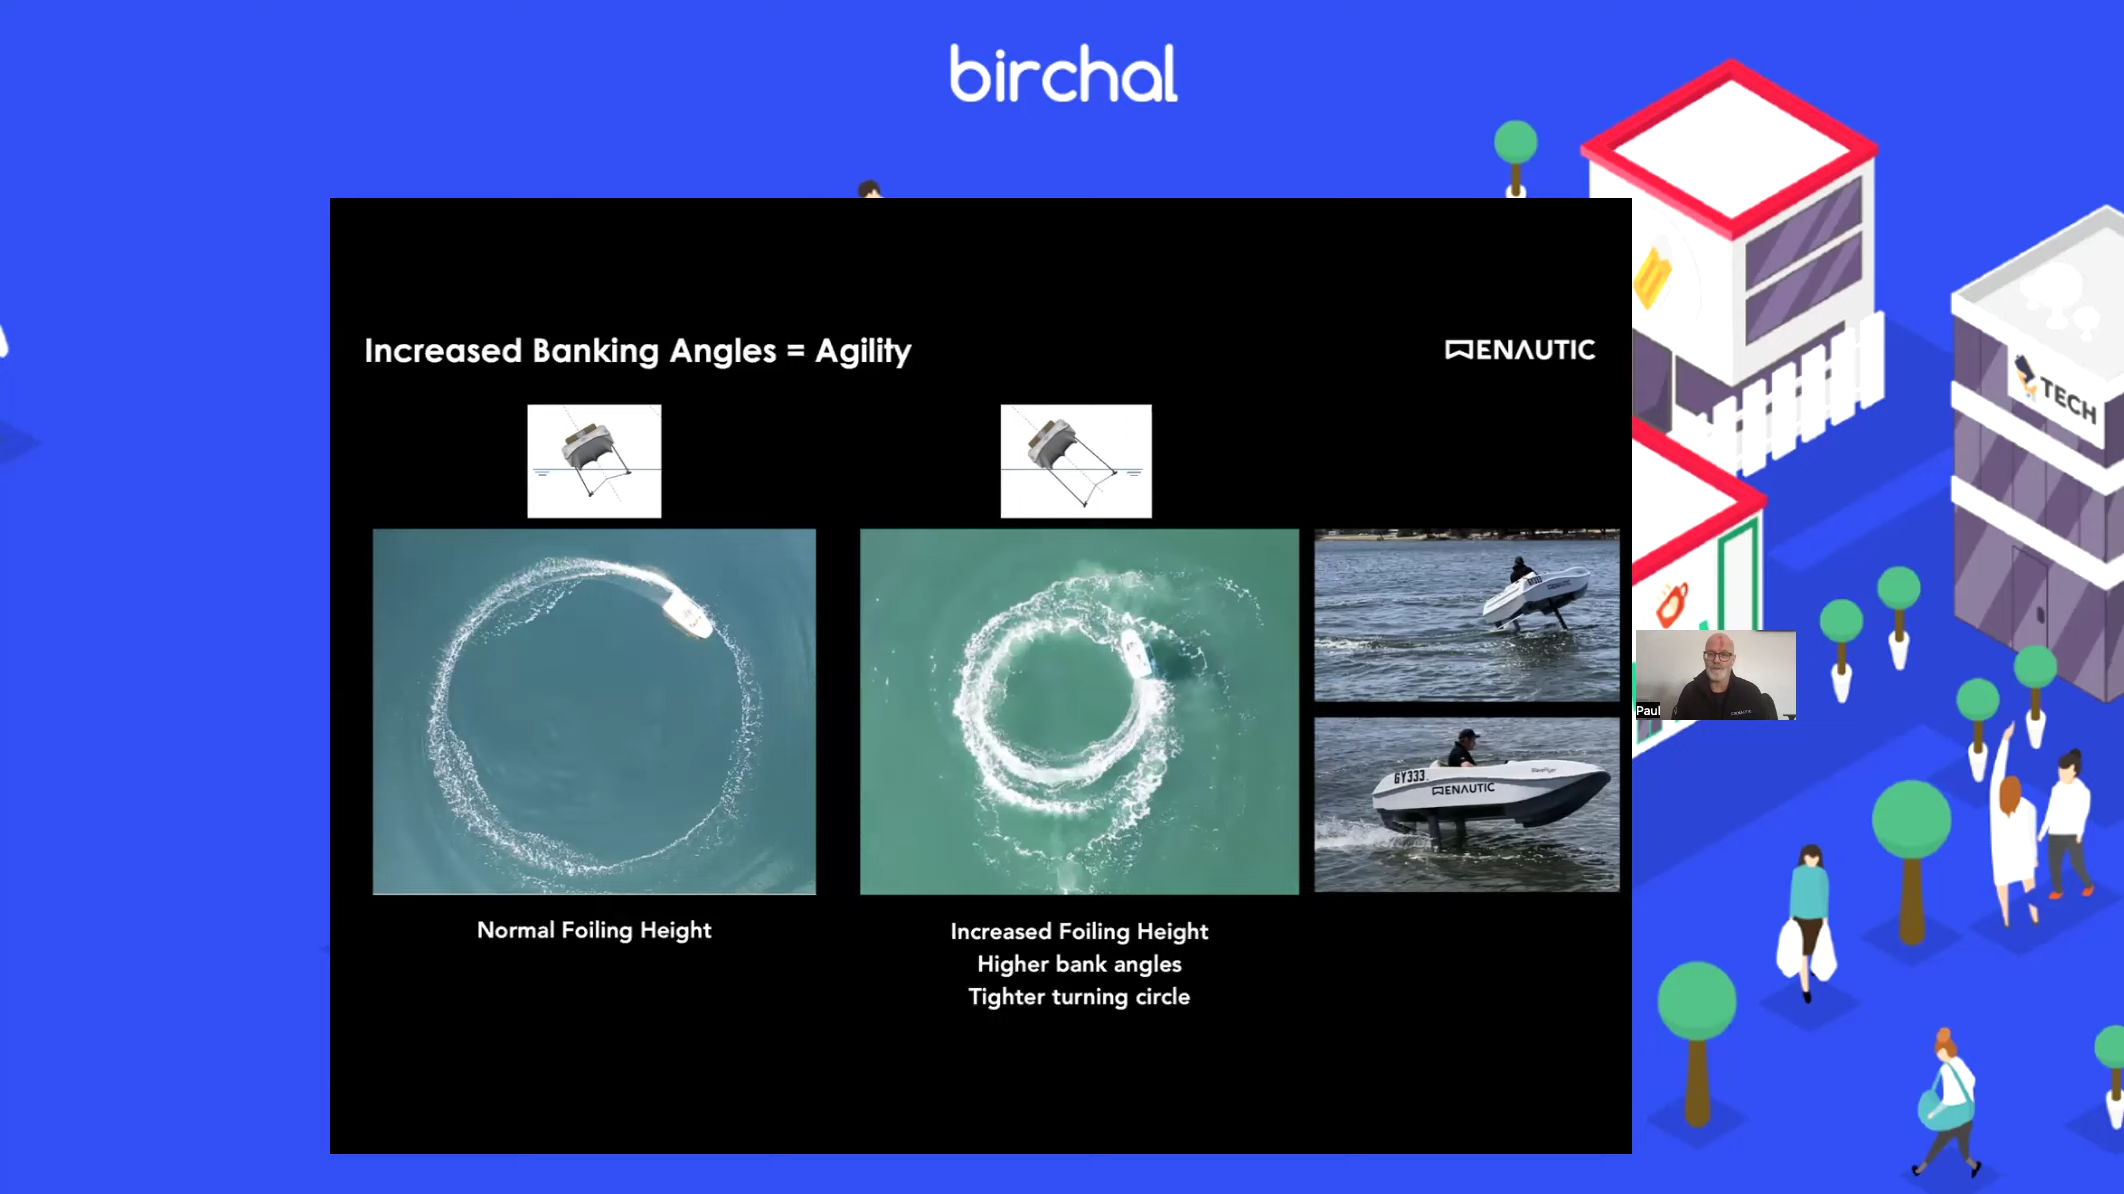 birchal
Increased Banking Angles = Agility
ENAUTIC
TECH
GY333
ENAUTIC
Paul
Normal Foiling Height
Increased Foiling Height
Higher bank angles
Tighter turning circle